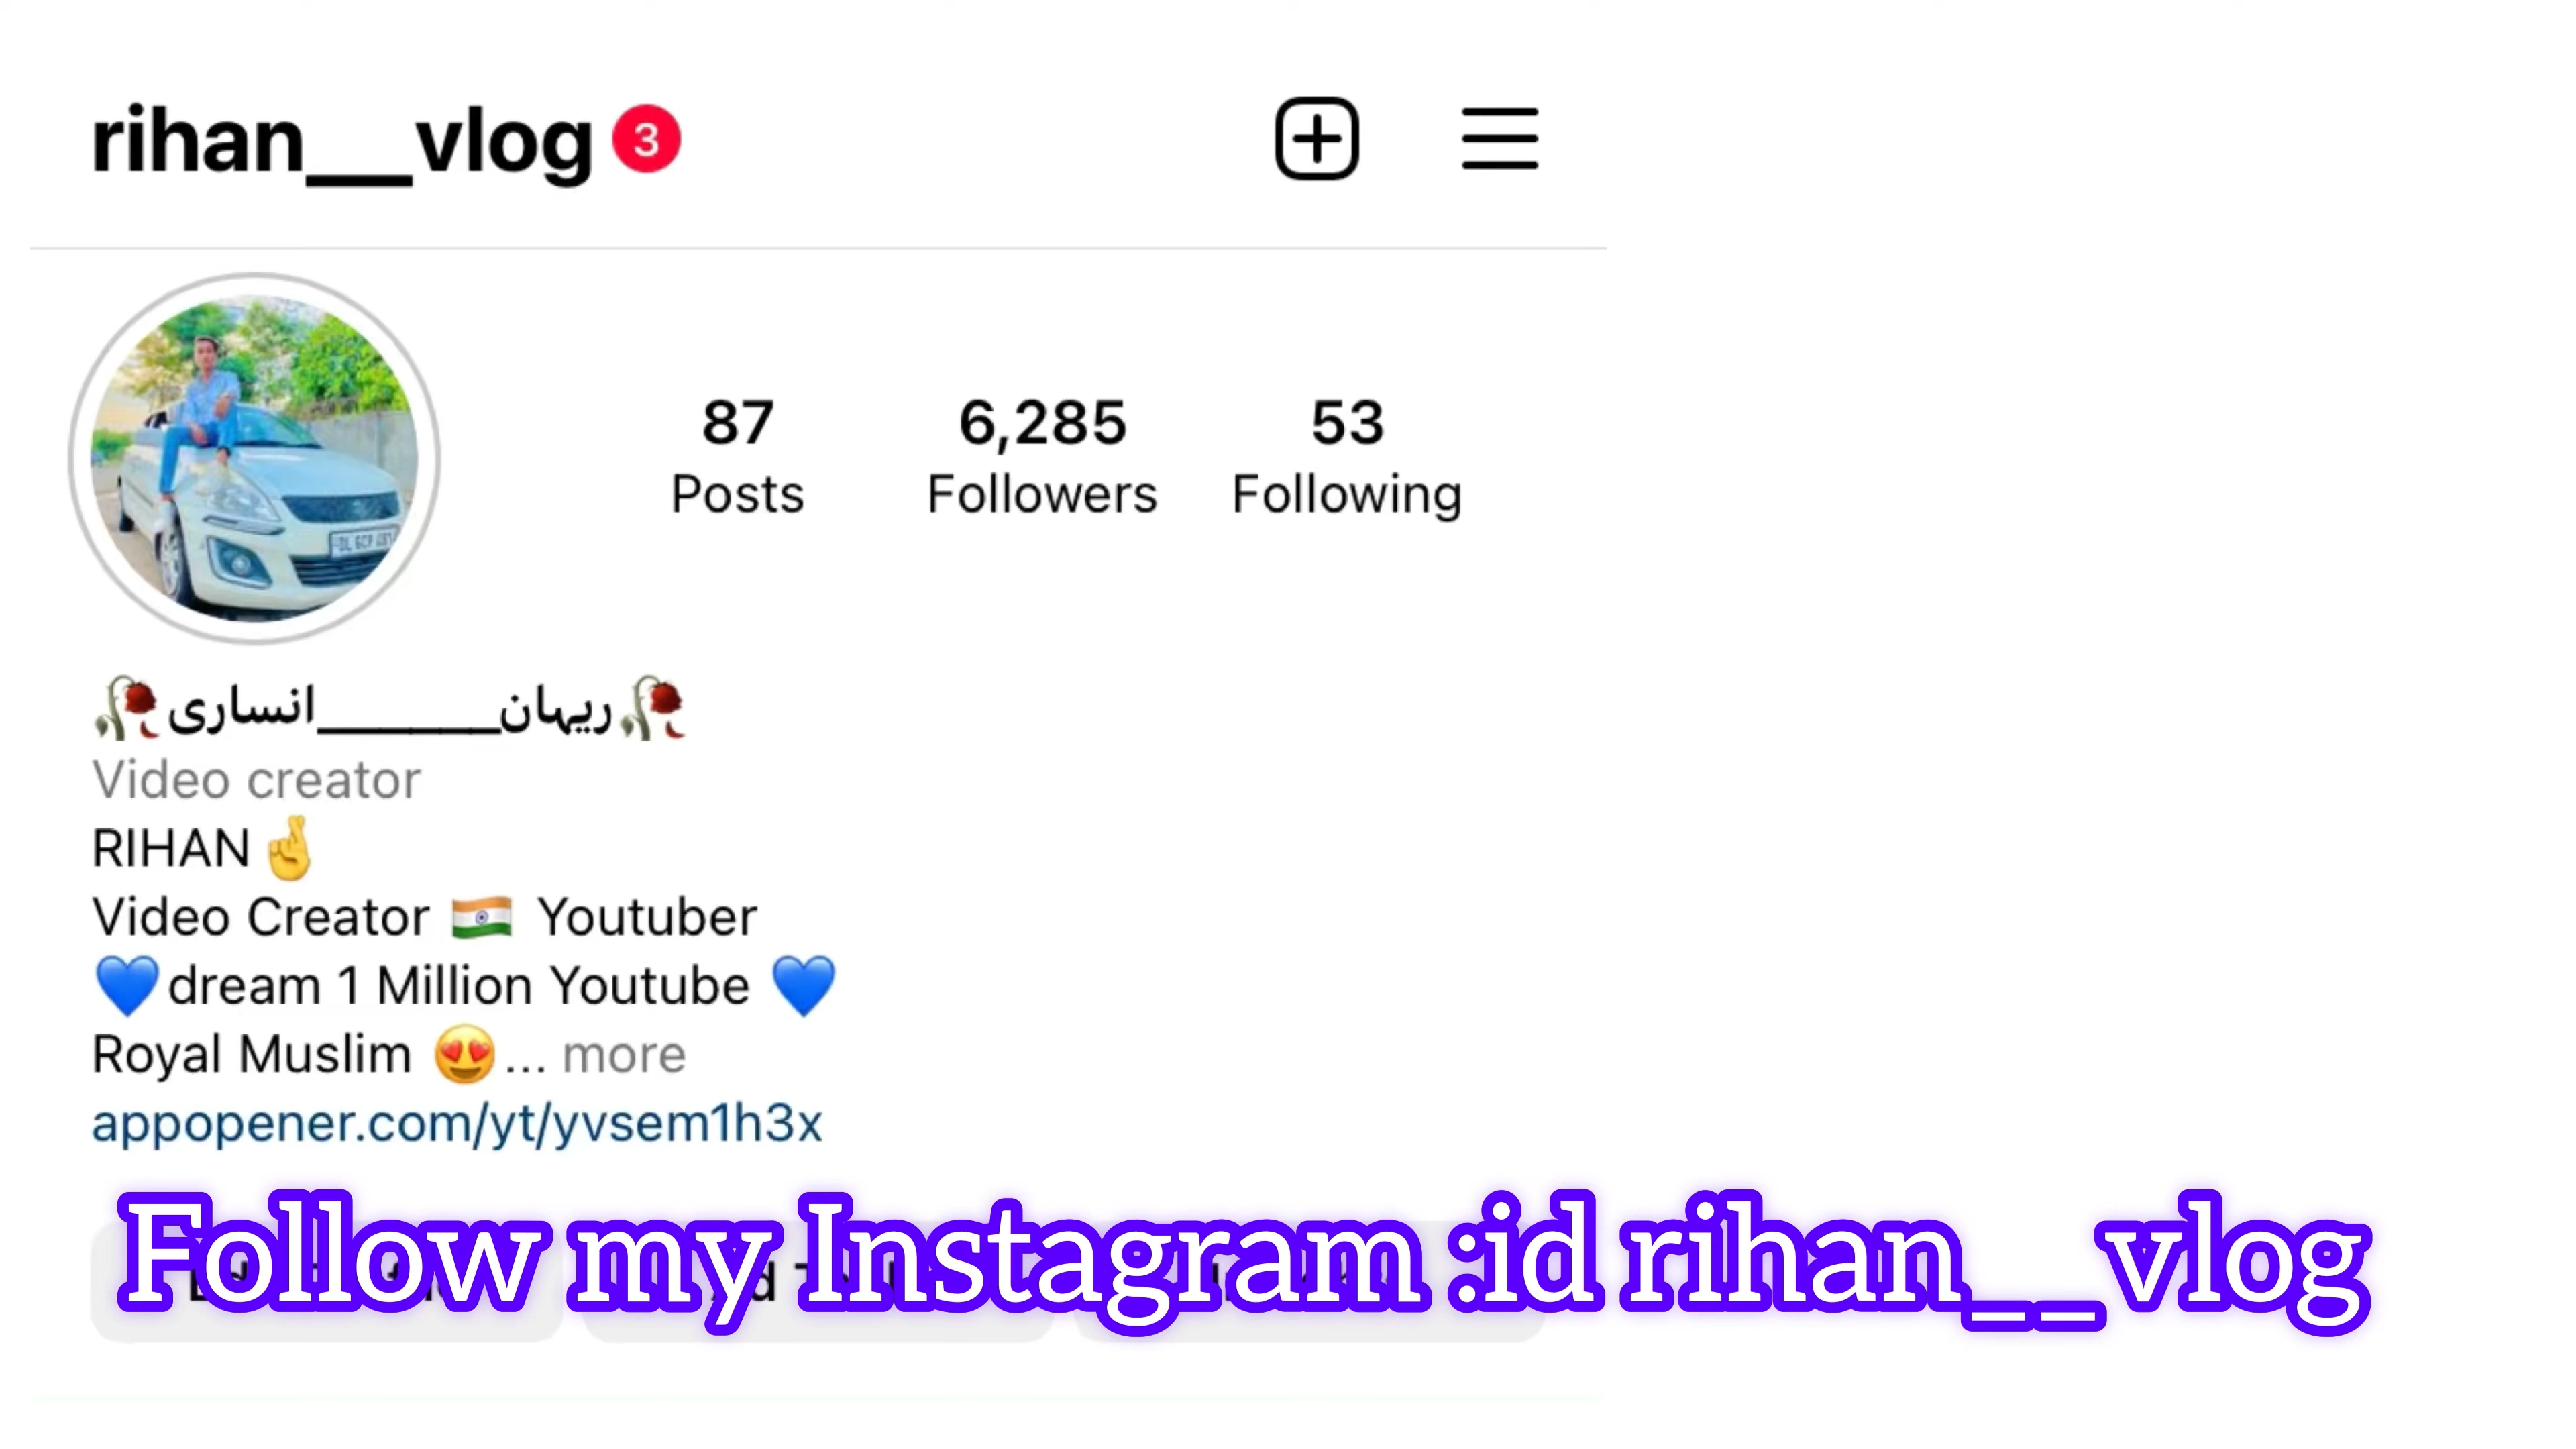 rihan__vlog 3
87 6,285 53
Posts Followers Following
🥀ریہان______انساری🥀
Video creator
RIHAN🤞
Video Creator 🇮🇳 Youtuber
💙dream 1 Million Youtube 💙
Royal Muslim 😍... more
appopener.com/yt/yvsem1h3x
Follow my Instagram :id rihan__vlog